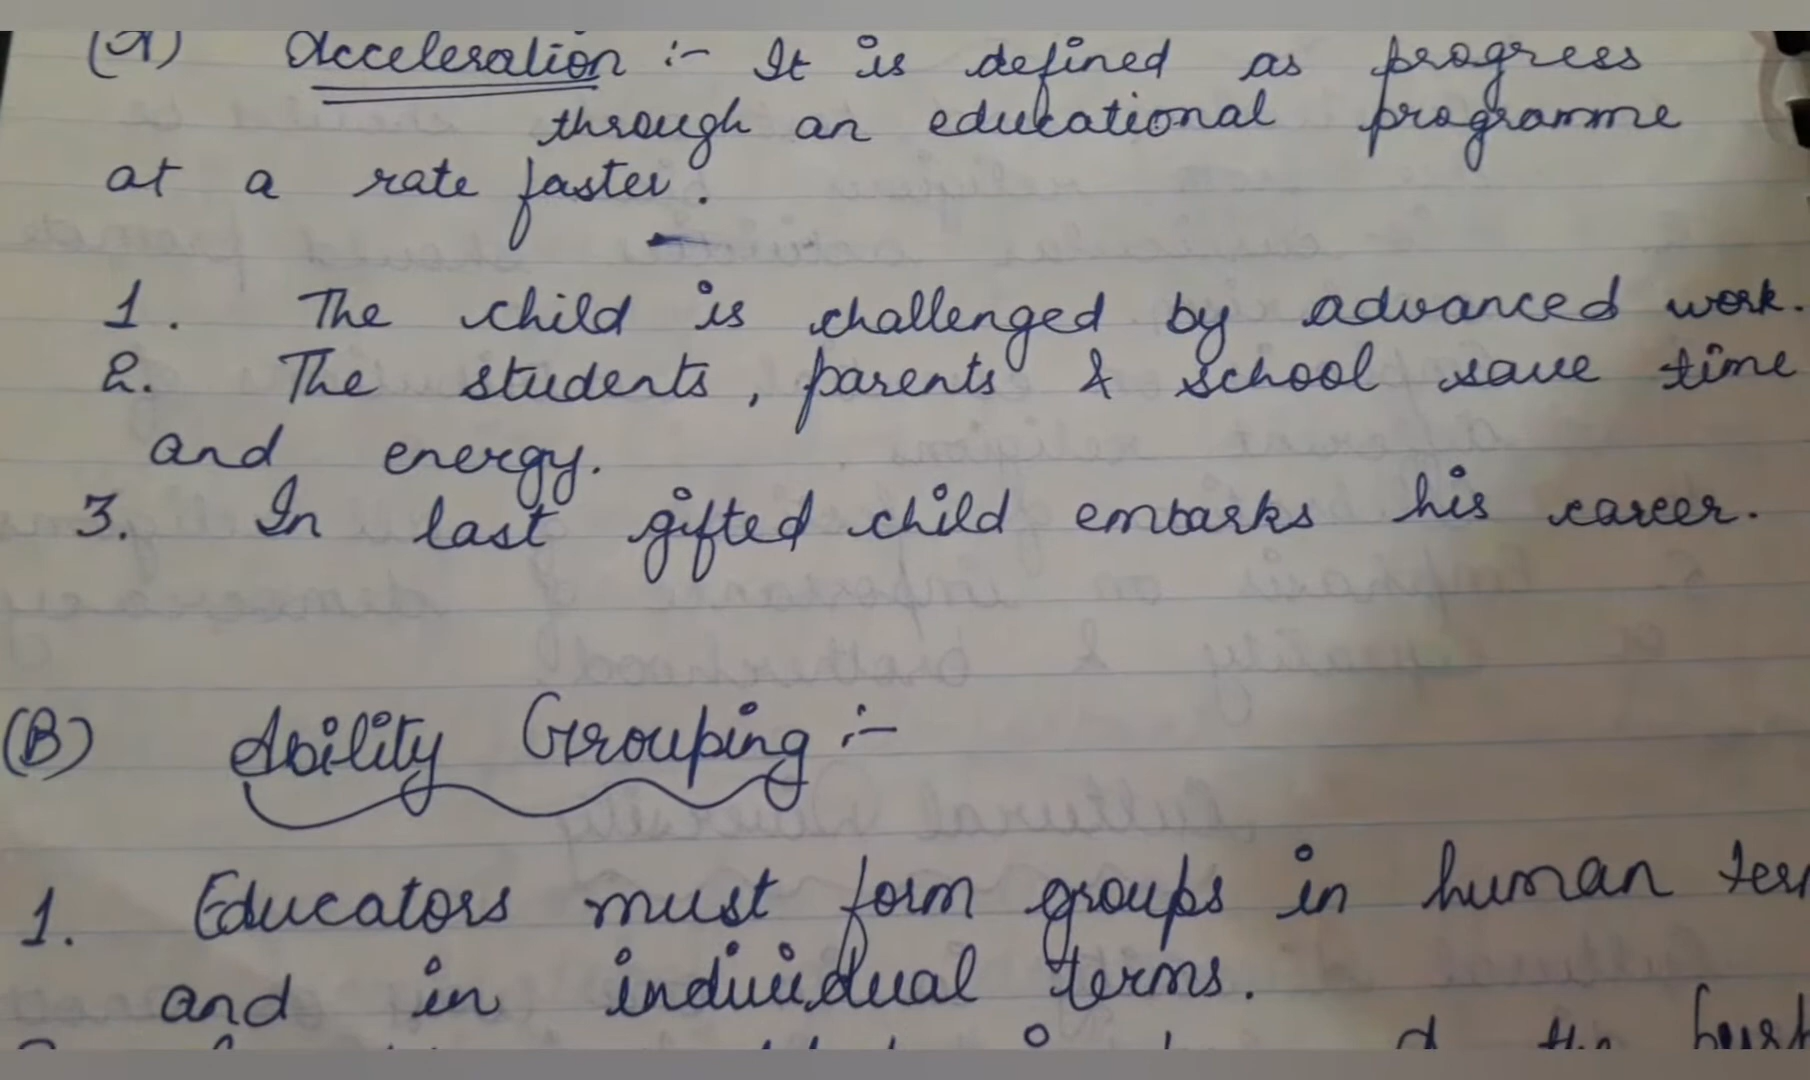 (A) Acceleration :- It is defined as progress
through an educational programme
at a rate faster.
1. The child is challenged by advanced work.
2. The students, parents & school save time
and energy.
3. In last gifted child embarks his career.
(B) Ability Grouping :-
1. Educators must form groups in human
and in individual terms.